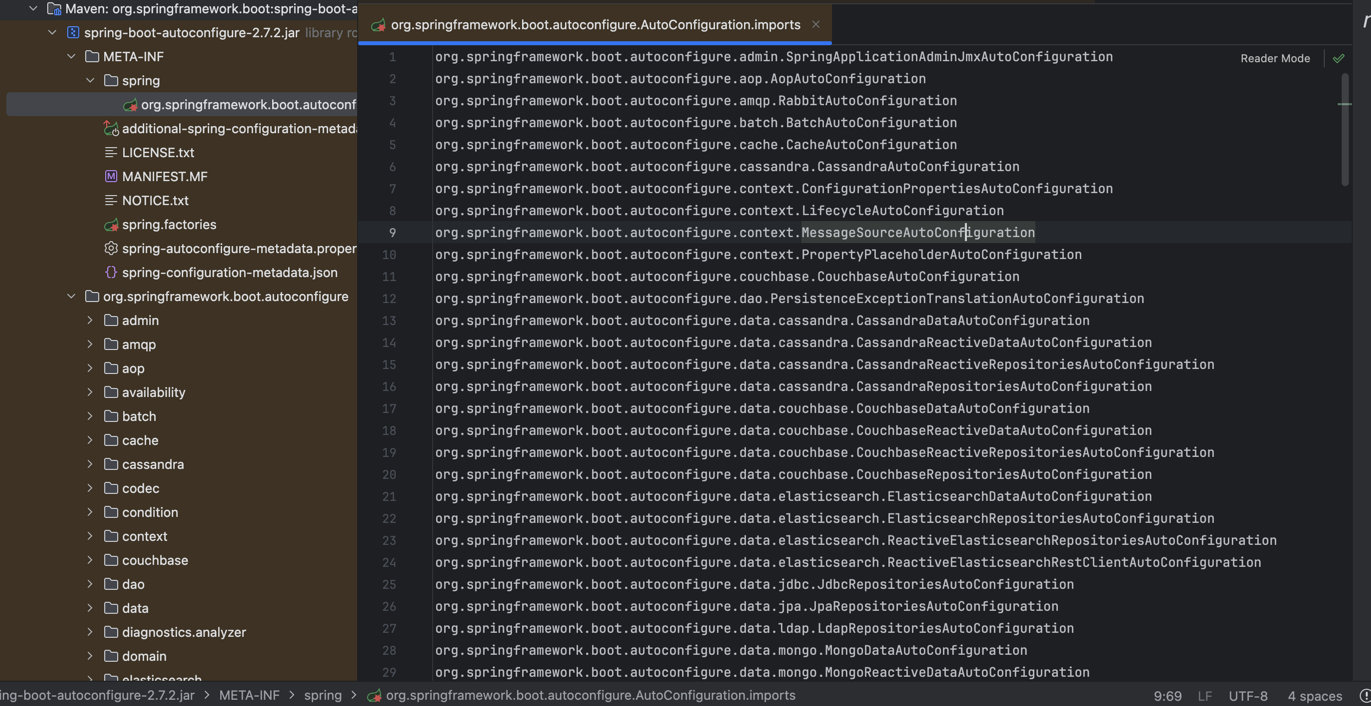 Maven: org.springframework.boot:spring-boot-a
spring-boot-autoconfigure-2.7.2.jar library ro
META-INF
spring
org.springframework.boot.autoconf
additional-spring-configuration-metada
LICENSE.txt
MANIFEST.MF
NOTICE.txt
spring.factories
spring-autoconfigure-metadata.proper
spring-configuration-metadata.json
org.springframework.boot.autoconfigure
admin
amqp
aop
availability
batch
cache
cassandra
codec
condition
context
couchbase
dao
data
diagnostics.analyzer
domain
elasticsearch
org.springframework.boot.autoconfigure.AutoConfiguration.imports
Reader Mode
1 org.springframework.boot.autoconfigure.admin.SpringApplicationAdminJmxAutoConfiguration
2 org.springframework.boot.autoconfigure.aop.AopAutoConfiguration
3 org.springframework.boot.autoconfigure.amqp.RabbitAutoConfiguration
4 org.springframework.boot.autoconfigure.batch.BatchAutoConfiguration
5 org.springframework.boot.autoconfigure.cache.CacheAutoConfiguration
6 org.springframework.boot.autoconfigure.cassandra.CassandraAutoConfiguration
7 org.springframework.boot.autoconfigure.context.ConfigurationPropertiesAutoConfiguration
8 org.springframework.boot.autoconfigure.context.LifecycleAutoConfiguration
9 org.springframework.boot.autoconfigure.context.MessageSourceAutoConfiguration
10 org.springframework.boot.autoconfigure.context.PropertyPlaceholderAutoConfiguration
11 org.springframework.boot.autoconfigure.couchbase.CouchbaseAutoConfiguration
12 org.springframework.boot.autoconfigure.dao.PersistenceExceptionTranslationAutoConfiguration
13 org.springframework.boot.autoconfigure.data.cassandra.CassandraDataAutoConfiguration
14 org.springframework.boot.autoconfigure.data.cassandra.CassandraReactiveDataAutoConfiguration
15 org.springframework.boot.autoconfigure.data.cassandra.CassandraReactiveRepositoriesAutoConfiguration
16 org.springframework.boot.autoconfigure.data.cassandra.CassandraRepositoriesAutoConfiguration
17 org.springframework.boot.autoconfigure.data.couchbase.CouchbaseDataAutoConfiguration
18 org.springframework.boot.autoconfigure.data.couchbase.CouchbaseReactiveDataAutoConfiguration
19 org.springframework.boot.autoconfigure.data.couchbase.CouchbaseReactiveRepositoriesAutoConfiguration
20 org.springframework.boot.autoconfigure.data.couchbase.CouchbaseRepositoriesAutoConfiguration
21 org.springframework.boot.autoconfigure.data.elasticsearch.ElasticsearchDataAutoConfiguration
22 org.springframework.boot.autoconfigure.data.elasticsearch.ElasticsearchRepositoriesAutoConfiguration
23 org.springframework.boot.autoconfigure.data.elasticsearch.ReactiveElasticsearchRepositoriesAutoConfiguration
24 org.springframework.boot.autoconfigure.data.elasticsearch.ReactiveElasticsearchRestClientAutoConfiguration
25 org.springframework.boot.autoconfigure.data.jdbc.JdbcRepositoriesAutoConfiguration
26 org.springframework.boot.autoconfigure.data.jpa.JpaRepositoriesAutoConfiguration
27 org.springframework.boot.autoconfigure.data.ldap.LdapRepositoriesAutoConfiguration
28 org.springframework.boot.autoconfigure.data.mongo.MongoDataAutoConfiguration
29 org.springframework.boot.autoconfigure.data.mongo.MongoReactiveDataAutoConfiguration
ing-boot-autoconfigure-2.7.2.jar > META-INF > spring > org.springframework.boot.autoconfigure.AutoConfiguration.imports
9:69 LF UTF-8 4 spaces